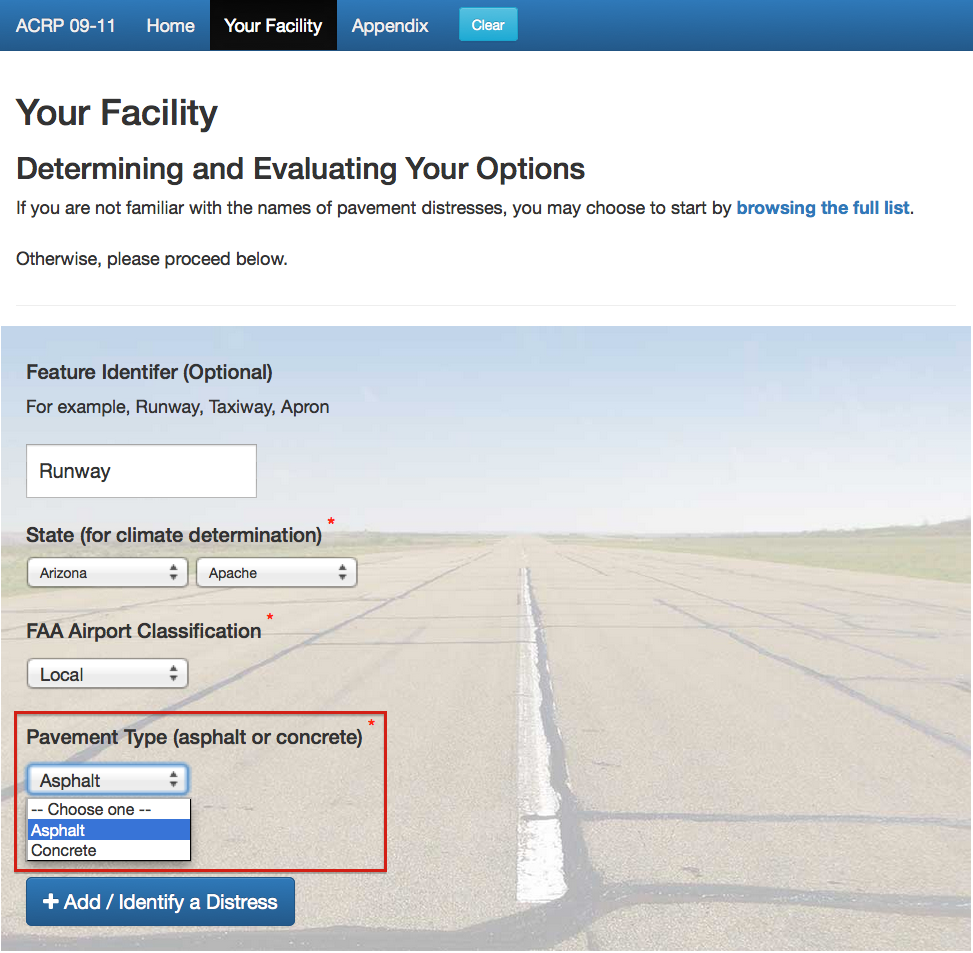 ACRP 09-11 Home Your Facility Appendix Clear
Your Facility
Determining and Evaluating Your Options
If you are not familiar with the names of pavement distresses, you may choose to start by browsing the full list.
Otherwise, please proceed below.
Feature Identifer (Optional)
For example, Runway, Taxiway, Apron
Runway
State (for climate determination) *
Arizona Apache
FAA Airport Classification *
Local
Pavement Type (asphalt or concrete) *
Asphalt
-- Choose one --
Asphalt
Concrete
+ Add / Identify a Distress